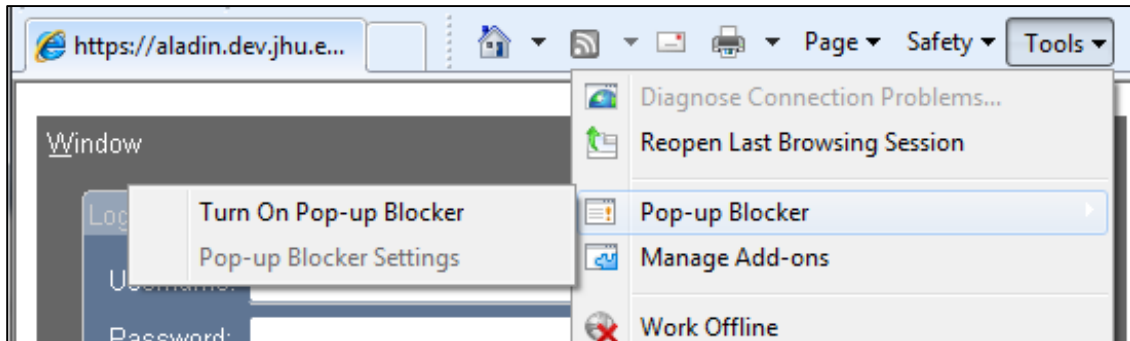 https://aladin.dev.jhu.e...
Page Safety Tools
Diagnose Connection Problems...
Reopen Last Browsing Session
Window
Turn On Pop-up Blocker
Pop-up Blocker
Pop-up Blocker Settings
Manage Add-ons
Work Offline
Password: